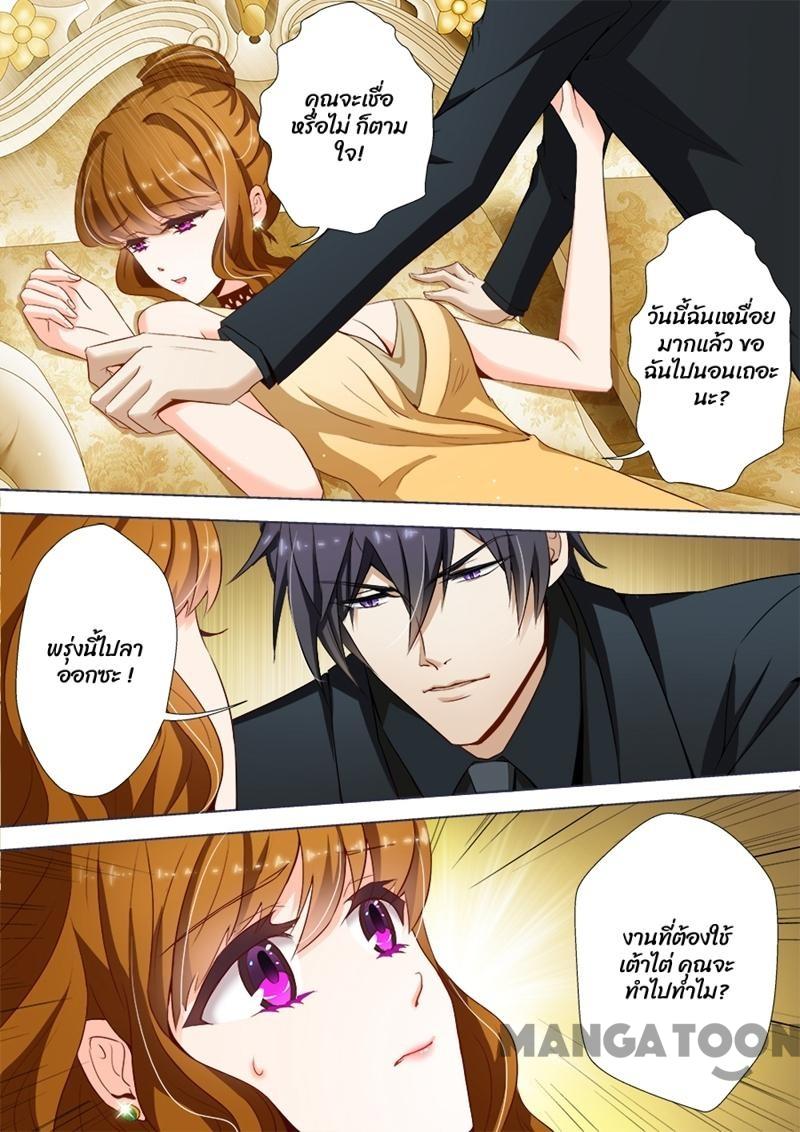 คุณจะเชื่อ
หรือไม่ ก็ตาม
ใจ!
วันนี้ฉันเหนื่อย
มากแล้ว ขอ
ฉันไปนอนเถอะ
นะ?
พรุ่งนี้ไปลา
ออกซะ !
งานที่ต้องใช้
เต้าไต่ คุณจะ
ทำไปทำไม?
MANGATOON